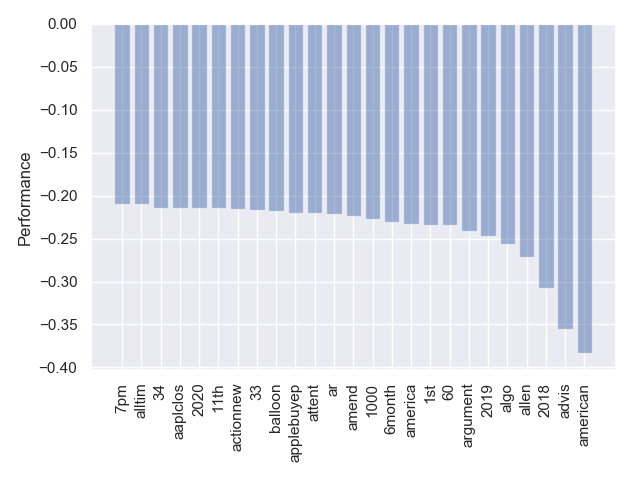 0.00
−0.05
−0.10
−0.15
−0.20
−0.25
−0.30
−0.35
−0.40
Performance
7pm
alltim
34
aaplclos
2020
11th
actionnew
33
balloon
applebuyep
attent
ar
amend
1000
6month
america
1st
60
argument
2019
algo
allen
2018
advis
american